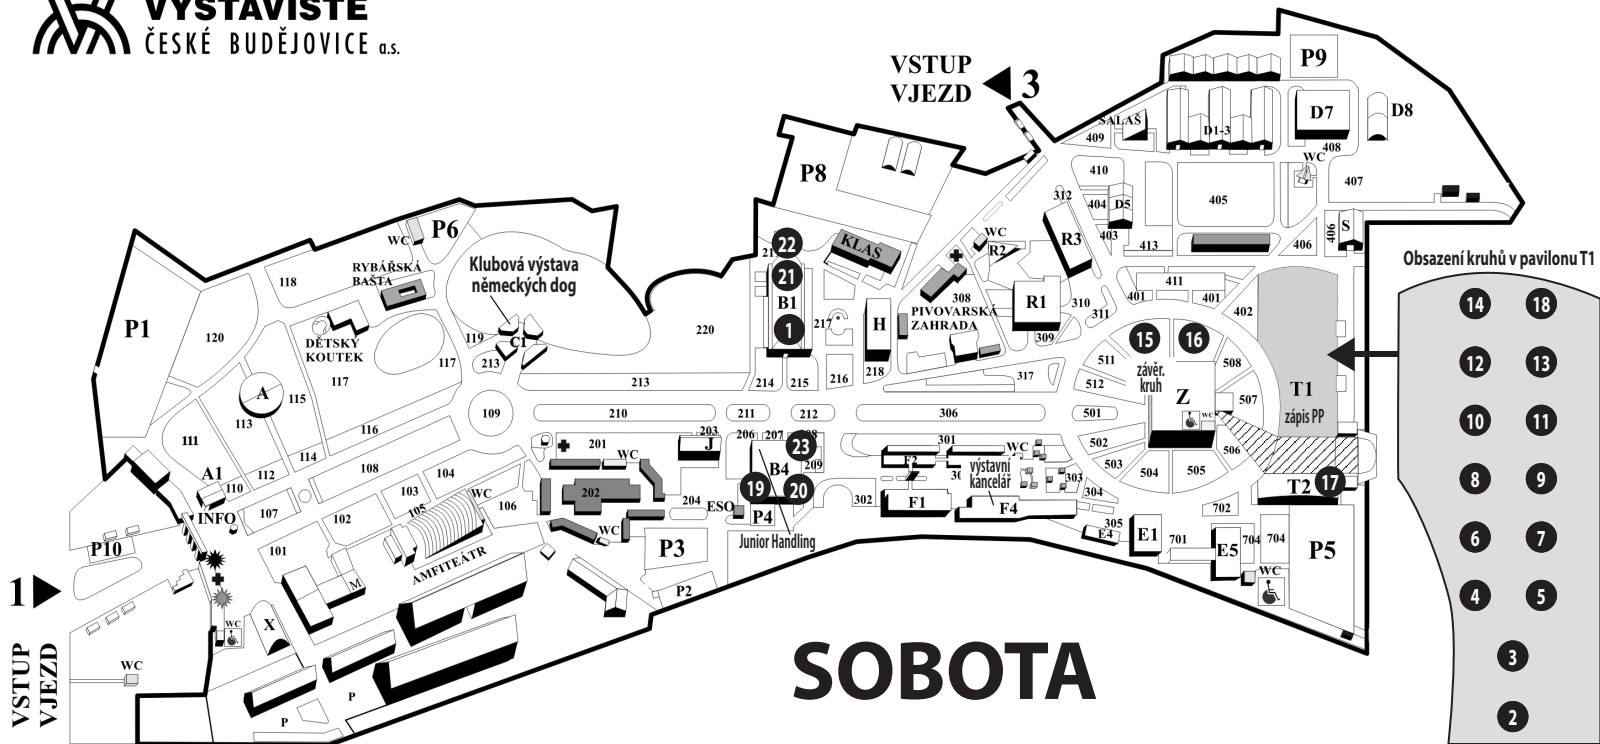 VÝSTAVIŠTĚ
ČESKÉ BUDĚJOVICE a.s.
VSTUP
VJEZD
3
P9
D7
D8
SALAŠ
D1-3
409
408
WC
P8
410
405
407
312
404
D5
403
413
406
406
S
P6
WC
RYBÁŘSKÁ
BAŠTA
118
Klubová výstava
německých dog
22
21
B1
1
KLAS
WC
R2
R3
R1
308
PIVOVARSKÁ
ZAHRADA
310
311
309
401
411
401
402
Obsazení kruhů v pavilonu T1
14
18
12
13
10
11
8
9
6
7
4
5
3
2
P1
120
DĚTSKÝ
KOUTEK
119
C1
213
220
217
H
117
117
A
115
113
111
116
114
112
109
213
214
215
216
218
317
15
16
závěr.
kruh
511
512
508
507
Z
WC
T1
zápis PP
210
211
212
306
501
502
503
504
505
506
A1
110
INFO
107
108
104
103
102
101
105
WC
106
AMFITEÁTR
M
201
WC
202
203
J
206
207
208
23
B4
209
19
20
204
ESO
P4
WC
P3
P2
Junior Handling
301
WC
F2
výstavní
kancelář
303
302
F1
F4
304
305
E4
E1
701
702
E5
704
704
WC
T2
17
P5
P10
1
VSTUP
VJEZD
WC
WC
X
P
P
SOBOTA